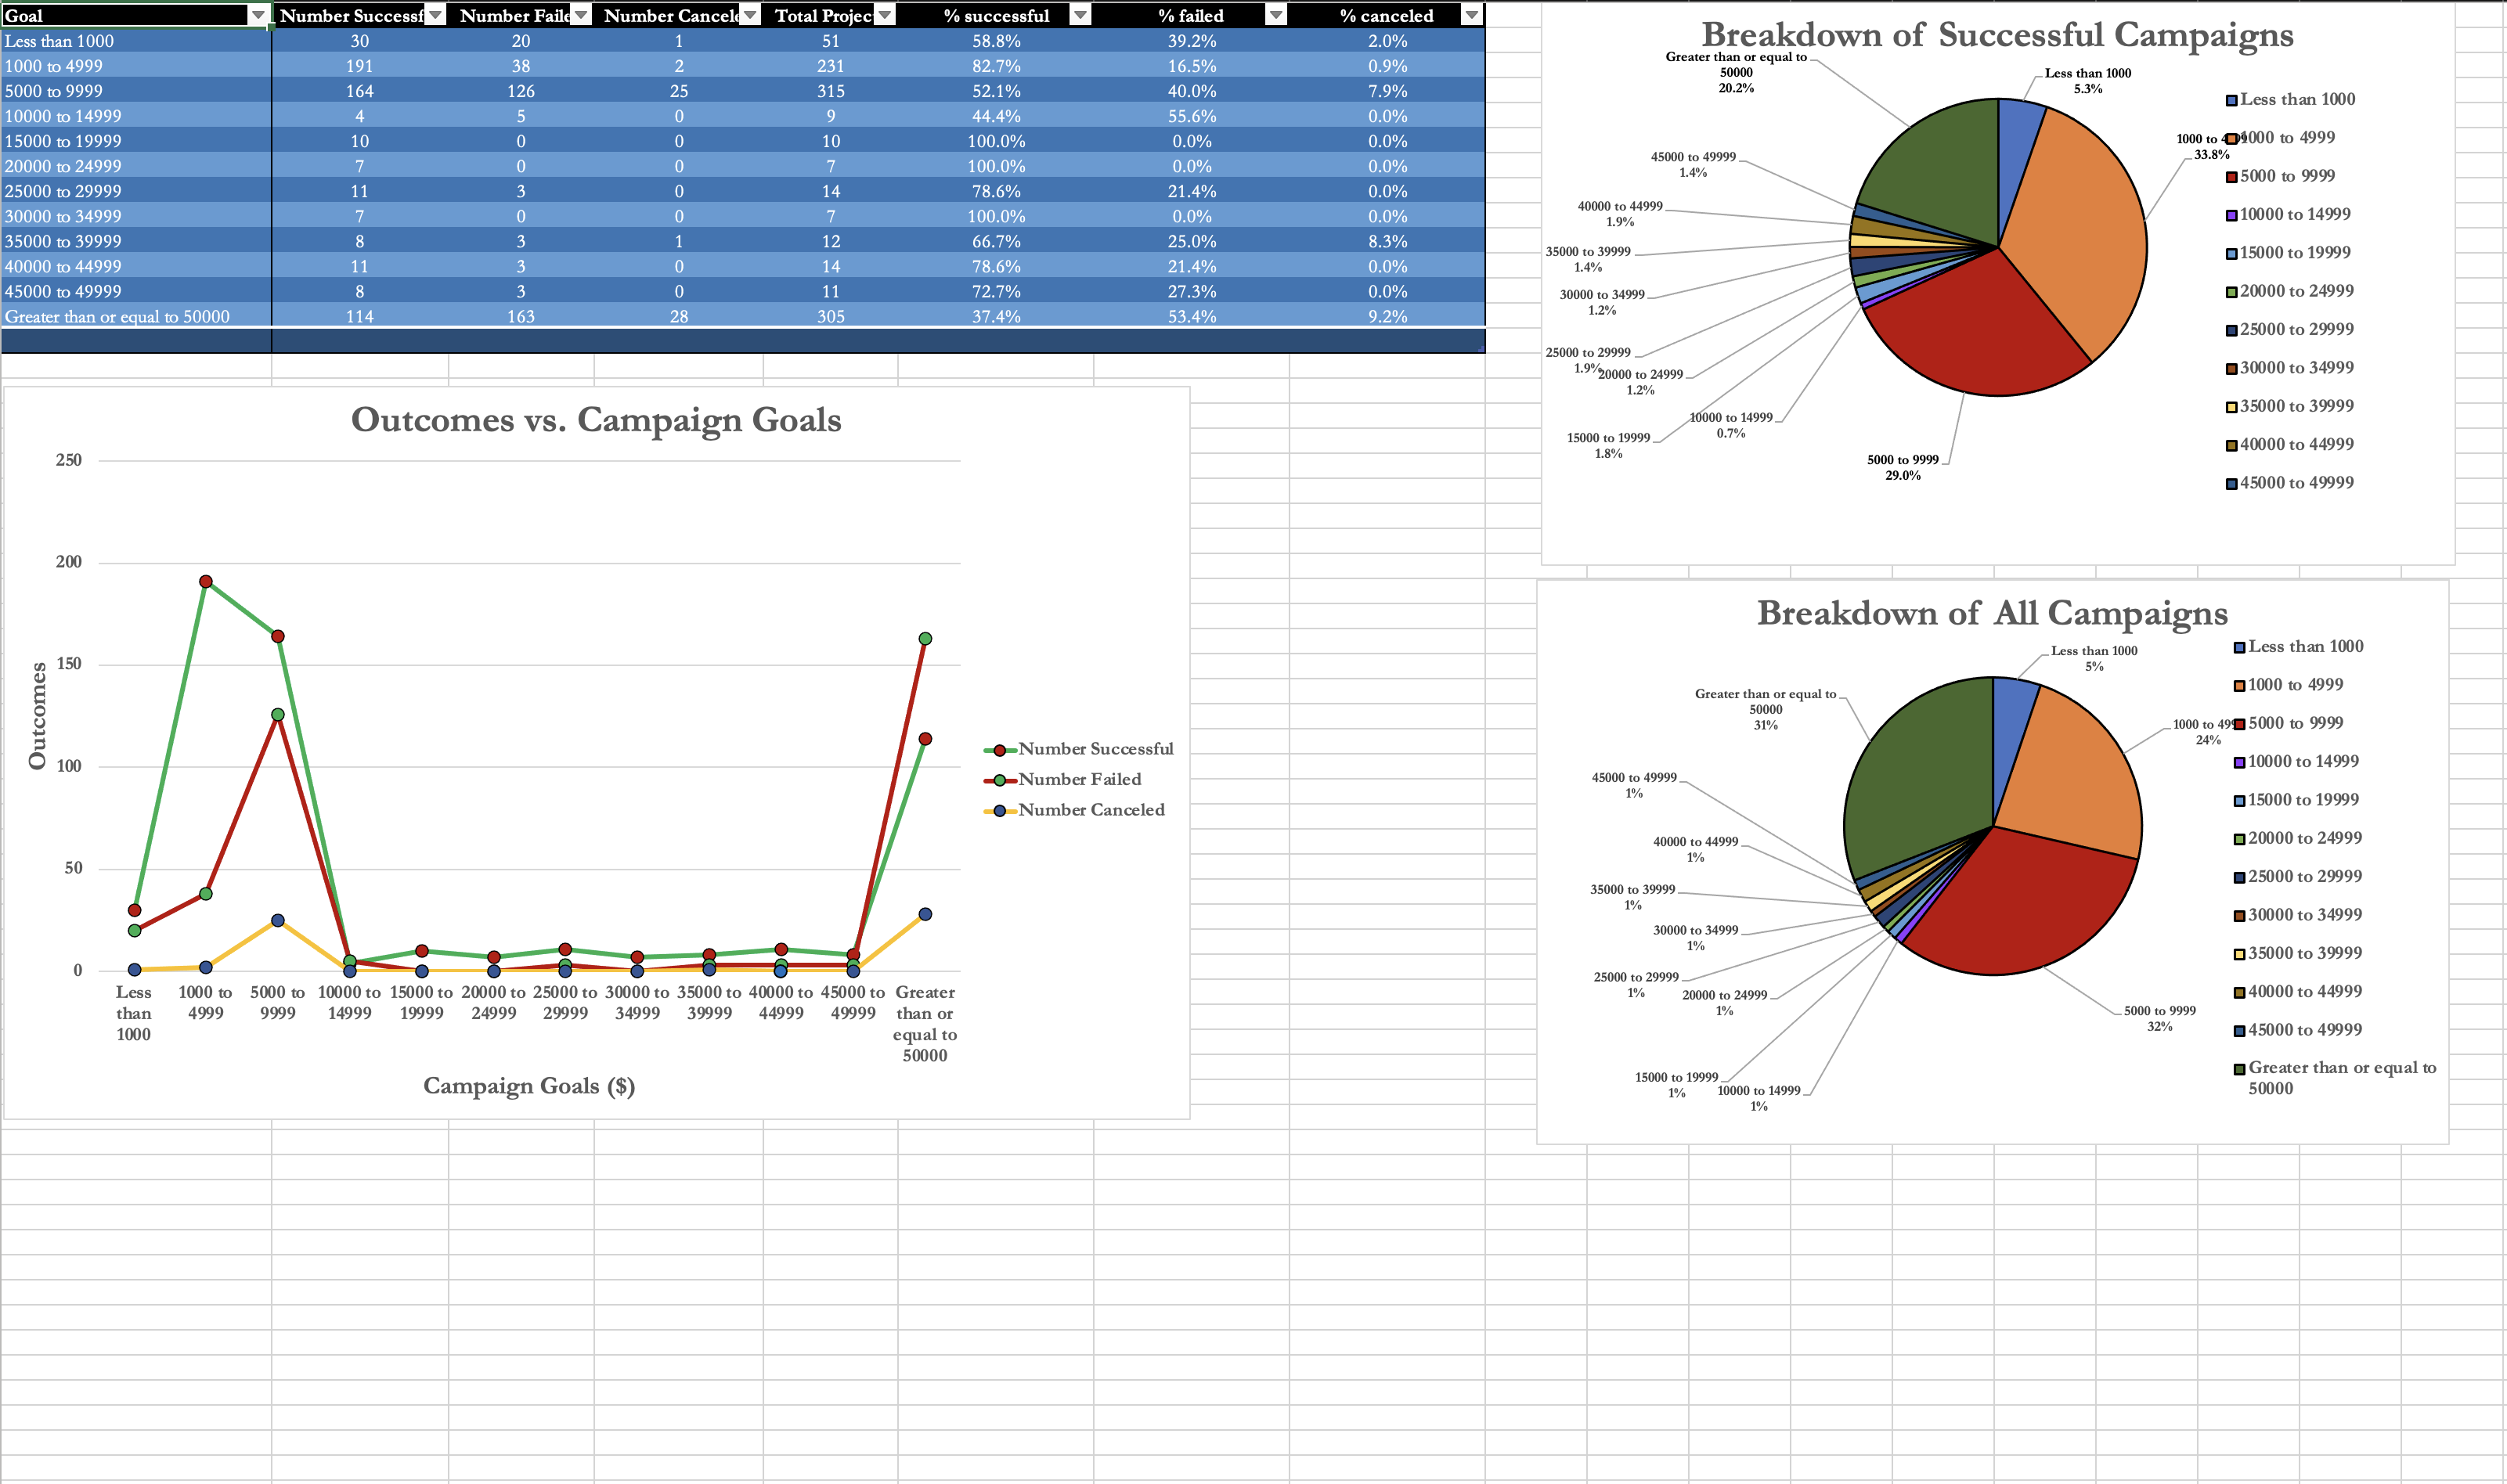 Goal Number Successf Number Faile Number Cancele Total Projec % successful % failed % canceled
Less than 1000 30 20 1 51 58.8% 39.2% 2.0%
1000 to 4999 191 38 2 231 82.7% 16.5% 0.9%
5000 to 9999 164 126 25 315 52.1% 40.0% 7.9%
10000 to 14999 4 5 0 9 44.4% 55.6% 0.0%
15000 to 19999 10 0 0 10 100.0% 0.0% 0.0%
20000 to 24999 7 0 0 7 100.0% 0.0% 0.0%
25000 to 29999 11 3 0 14 78.6% 21.4% 0.0%
30000 to 34999 7 0 0 7 100.0% 0.0% 0.0%
35000 to 39999 8 3 1 12 66.7% 25.0% 8.3%
40000 to 44999 11 3 0 14 78.6% 21.4% 0.0%
45000 to 49999 8 3 0 11 72.7% 27.3% 0.0%
Greater than or equal to 50000 114 163 28 305 37.4% 53.4% 9.2%
Outcomes vs. Campaign Goals
250
200
150
100
50
0
Outcomes
Less than 1000
1000 to 4999
5000 to 9999
10000 to 14999
15000 to 19999
20000 to 24999
25000 to 29999
30000 to 34999
35000 to 39999
40000 to 44999
45000 to 49999
Greater than or equal to 50000
Campaign Goals ($)
Number Successful
Number Failed
Number Canceled
Breakdown of Successful Campaigns
Greater than or equal to
50000
20.2%
Less than 1000
5.3%
1000 to 4999
33.8%
45000 to 49999
1.4%
40000 to 44999
1.9%
35000 to 39999
1.4%
30000 to 34999
1.2%
25000 to 29999
1.9%
20000 to 24999
1.2%
15000 to 19999
1.8%
10000 to 14999
0.7%
5000 to 9999
29.0%
Less than 1000
1000 to 4999
5000 to 9999
10000 to 14999
15000 to 19999
20000 to 24999
25000 to 29999
30000 to 34999
35000 to 39999
40000 to 44999
45000 to 49999
Breakdown of All Campaigns
Less than 1000
5%
Greater than or equal to
50000
31%
1000 to 499
24%
45000 to 49999
1%
40000 to 44999
1%
35000 to 39999
1%
30000 to 34999
1%
25000 to 29999
1%
20000 to 24999
1%
15000 to 19999
1%
10000 to 14999
1%
5000 to 9999
32%
Less than 1000
1000 to 4999
5000 to 9999
10000 to 14999
15000 to 19999
20000 to 24999
25000 to 29999
30000 to 34999
35000 to 39999
40000 to 44999
45000 to 49999
Greater than or equal to
50000